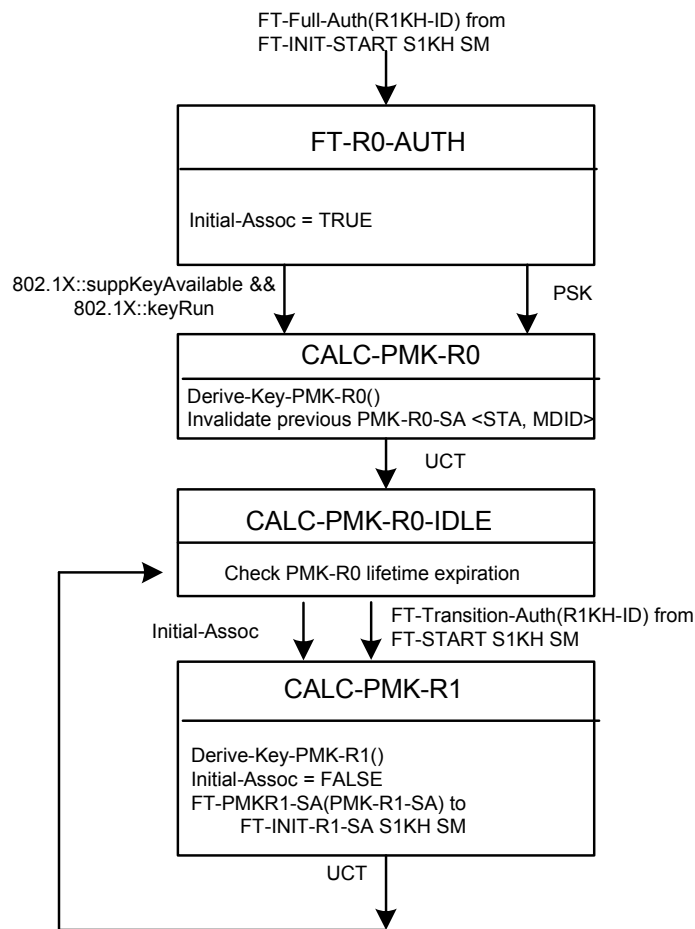 FT-Full-Auth(R1KH-ID) from
FT-INIT-START S1KH SM
FT-R0-AUTH
Initial-Assoc = TRUE
802.1X::suppKeyAvailable &&
802.1X::keyRun
PSK
CALC-PMK-R0
Derive-Key-PMK-R0()
Invalidate previous PMK-R0-SA <STA, MDID>
UCT
CALC-PMK-R0-IDLE
Check PMK-R0 lifetime expiration
Initial-Assoc
FT-Transition-Auth(R1KH-ID) from
FT-START S1KH SM
CALC-PMK-R1
Derive-Key-PMK-R1()
Initial-Assoc = FALSE
FT-PMKR1-SA(PMK-R1-SA) to
FT-INIT-R1-SA S1KH SM
UCT